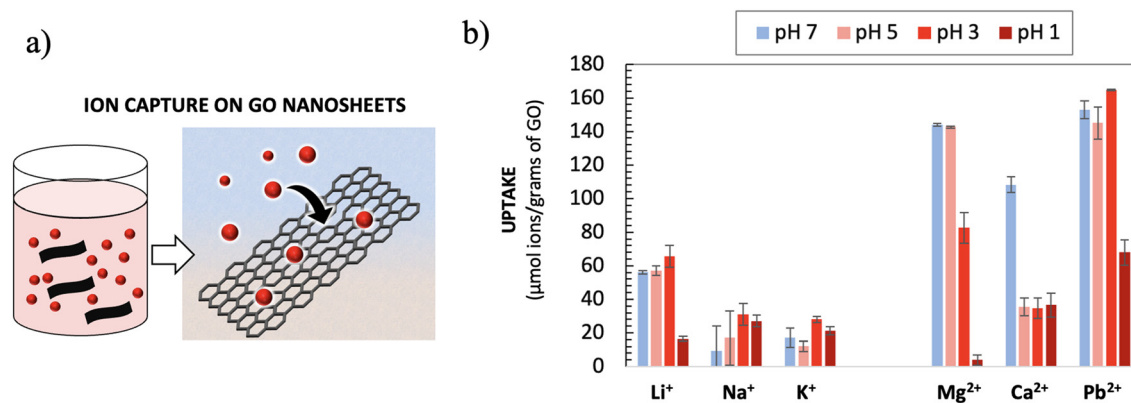 a)
ION CAPTURE ON GO NANOSHEETS
b)
pH 7 pH 5 pH 3 pH 1
UPTAKE
(µmol ions/grams of GO)
180
160
140
120
100
80
60
40
20
0
Li⁺ Na⁺ K⁺ Mg²⁺ Ca²⁺ Pb²⁺